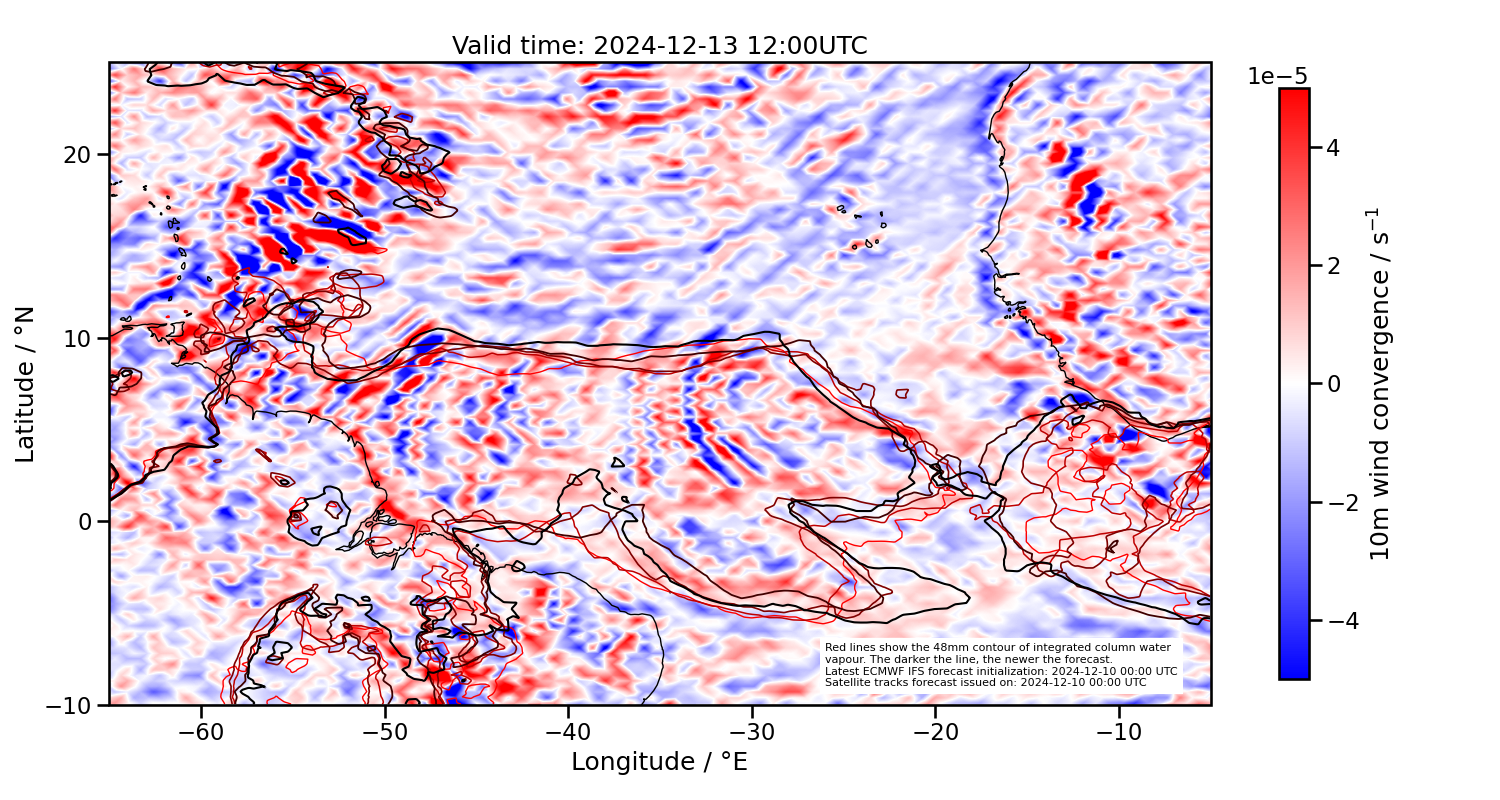 Valid time: 2024-12-13 12:00UTC
1e−5
20
10
0
−10
Latitude / °N
−60
−50
−40
−30
−20
−10
Longitude / °E
4
2
0
−2
−4
10m wind convergence / s⁻¹
Red lines show the 48mm contour of integrated column water
vapour. The darker the line, the newer the forecast.
Latest ECMWF IFS forecast initialization: 2024-12-10 00:00 UTC
Satellite tracks forecast issued on: 2024-12-10 00:00 UTC